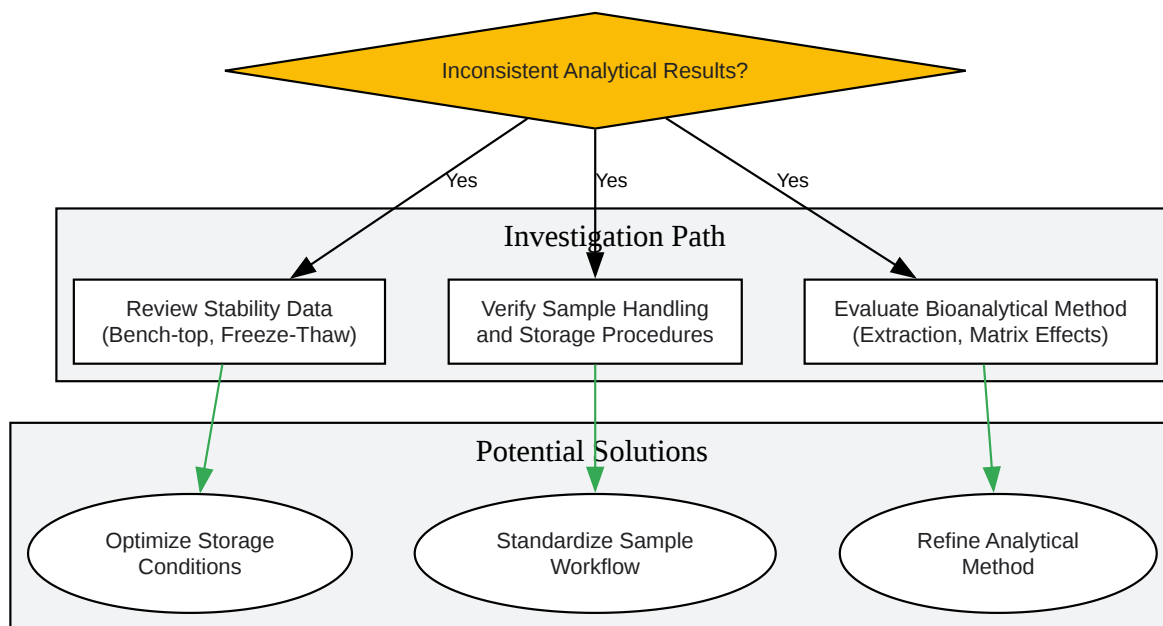 Inconsistent Analytical Results?
Yes
Yes
Yes
Investigation Path
Review Stability Data
(Bench-top, Freeze-Thaw)
Verify Sample Handling
and Storage Procedures
Evaluate Bioanalytical Method
(Extraction, Matrix Effects)
Potential Solutions
Optimize Storage
Conditions
Standardize Sample
Workflow
Refine Analytical
Method